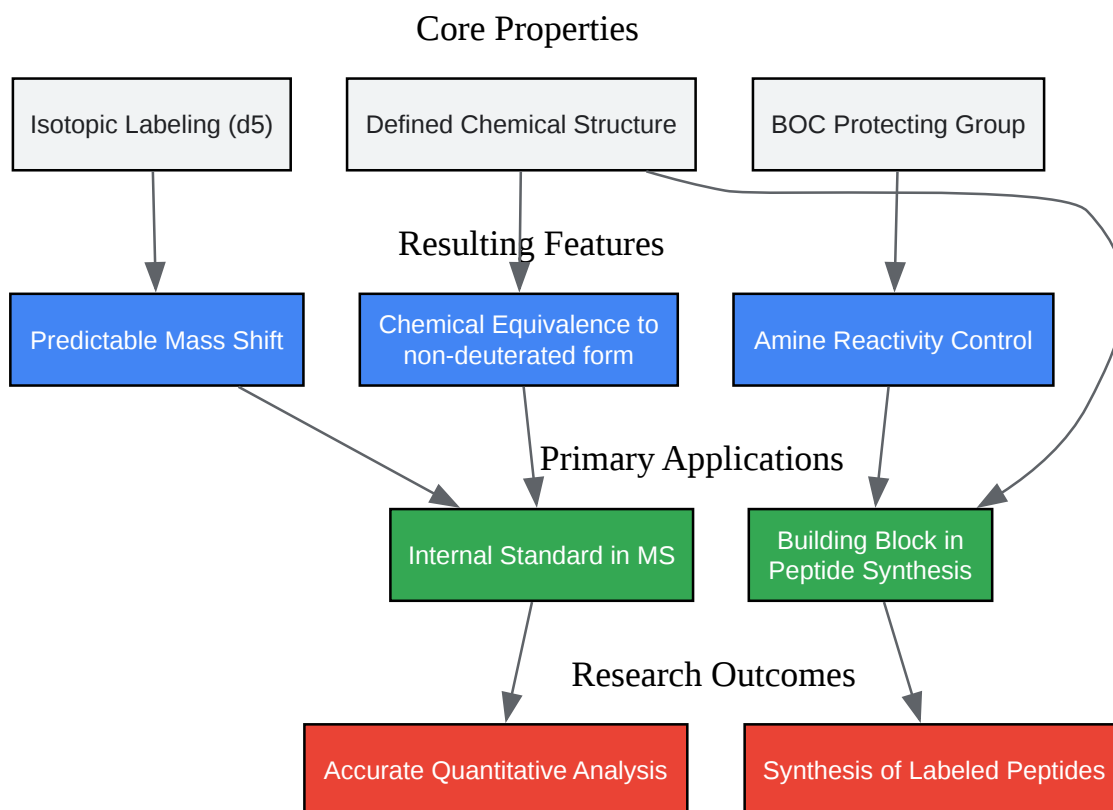 Core Properties
Isotopic Labeling (d5)
Defined Chemical Structure
BOC Protecting Group
Resulting Features
Predictable Mass Shift
Chemical Equivalence to
non-deuterated form
Amine Reactivity Control
Primary Applications
Internal Standard in MS
Building Block in
Peptide Synthesis
Research Outcomes
Accurate Quantitative Analysis
Synthesis of Labeled Peptides